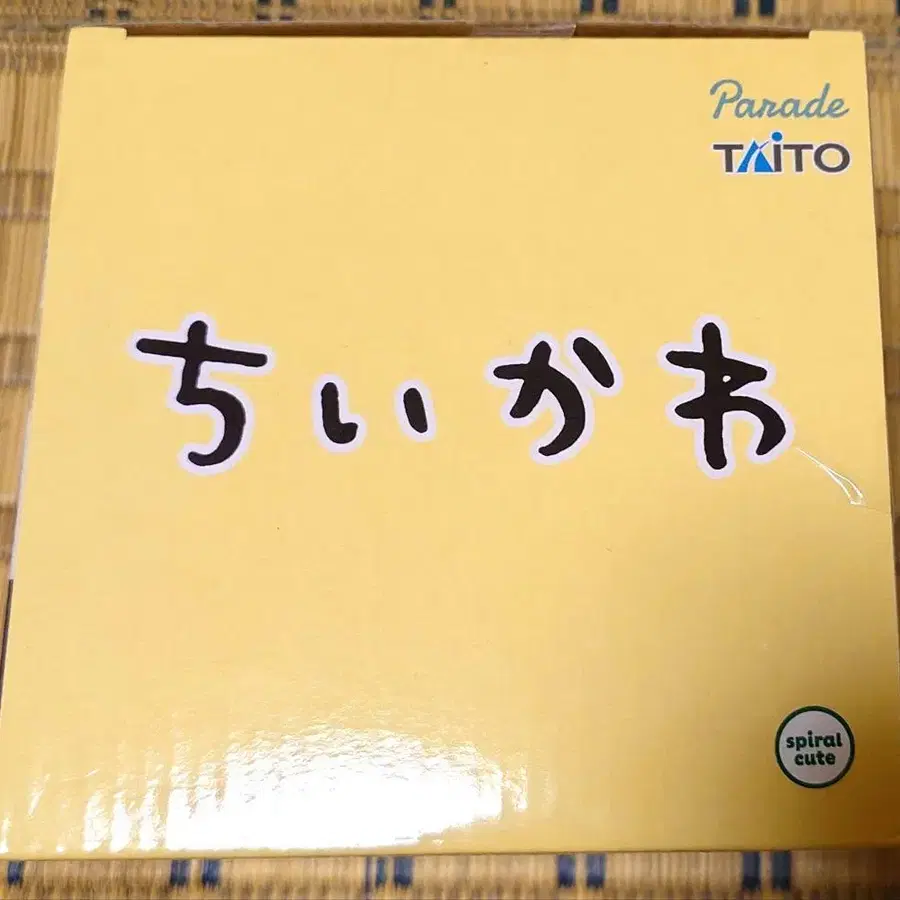 Parade
TAITO
ちいかわ
spiral
cute